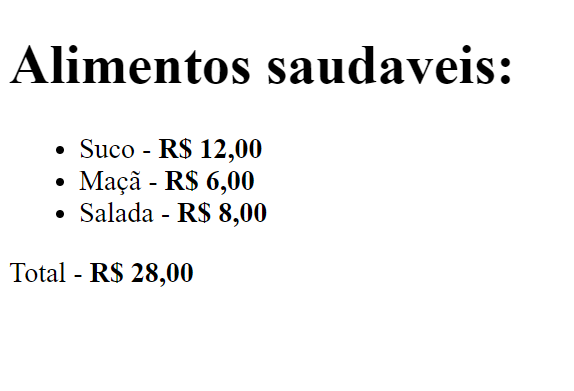 Alimentos saudaveis:
• Suco - R$ 12,00
• Maçã - R$ 6,00
• Salada - R$ 8,00
Total - R$ 28,00